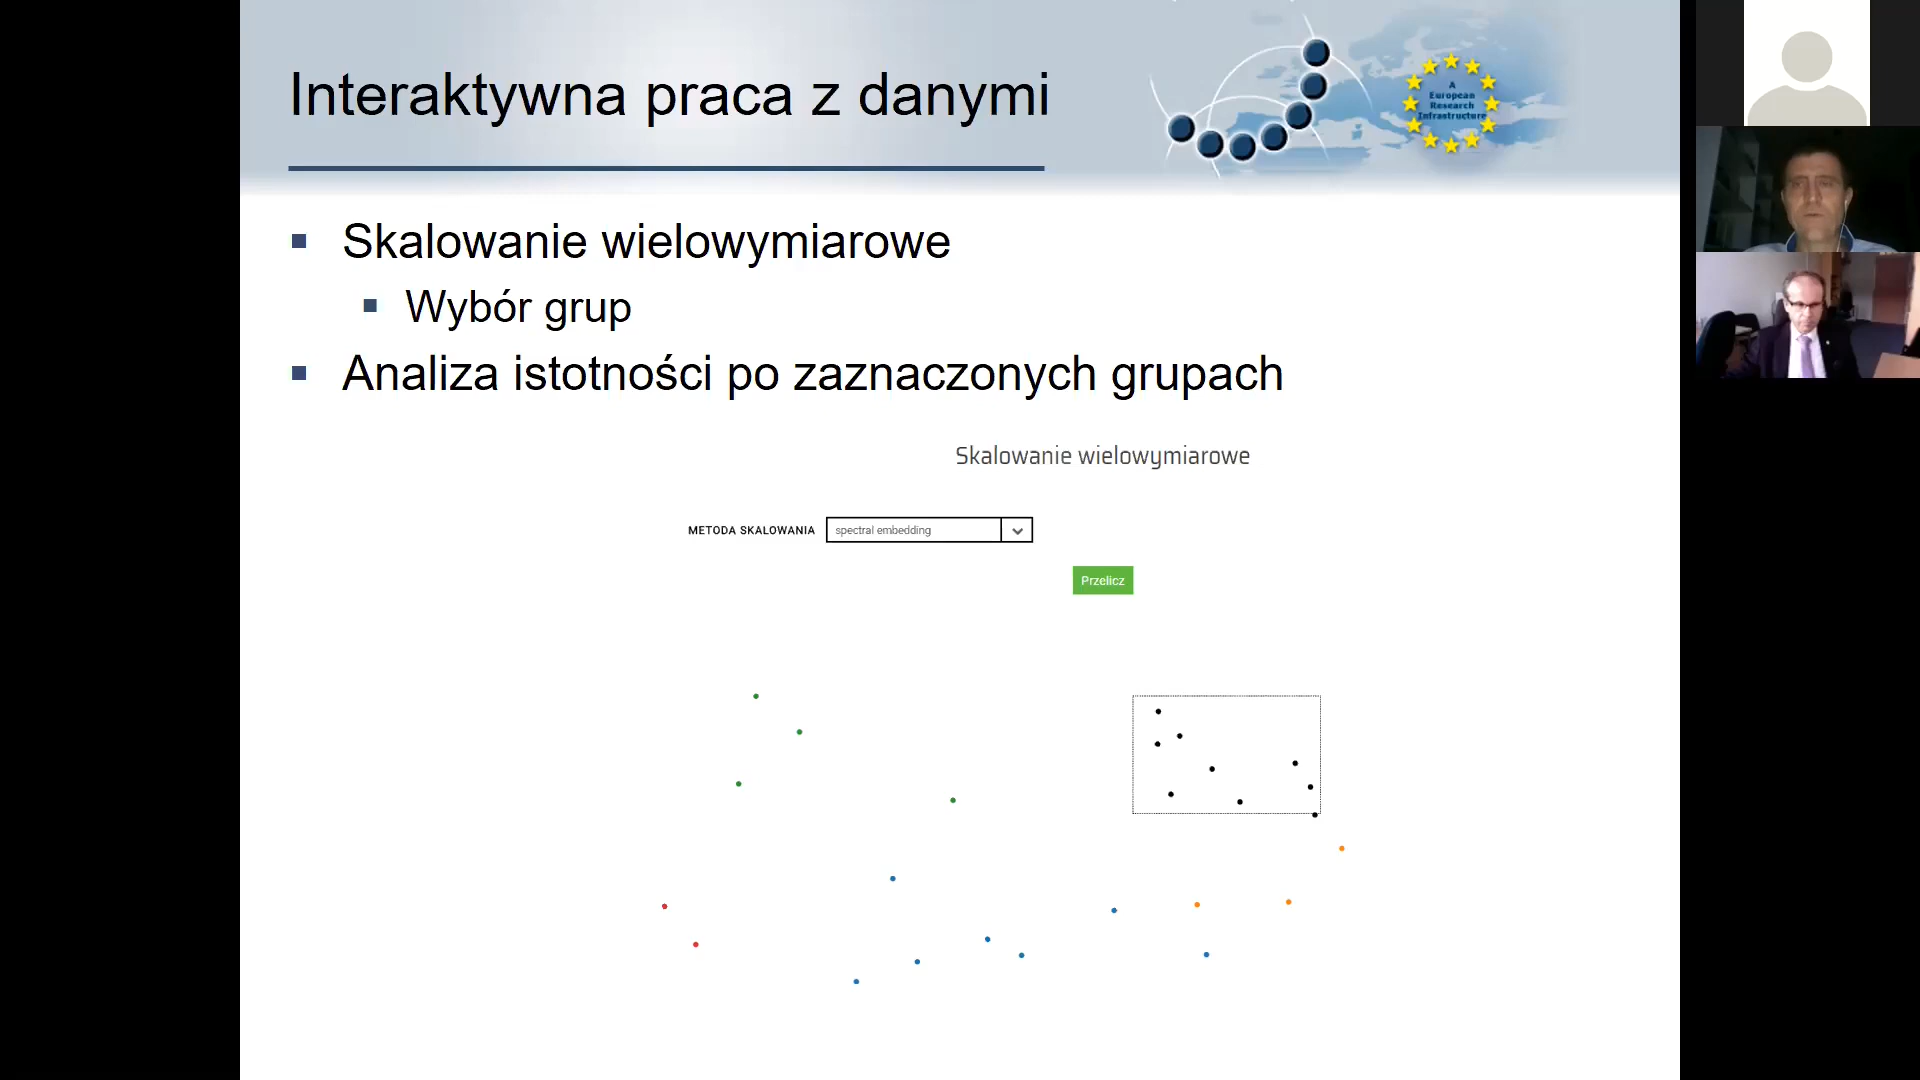 Interaktywna praca z danymi
A
European
Research
Infrastructure
Skalowanie wielowymiarowe
Wybór grup
Analiza istotności po zaznaczonych grupach
Skalowanie wielowymiarowe
METODA SKALOWANIA spectral embedding
Przelicz